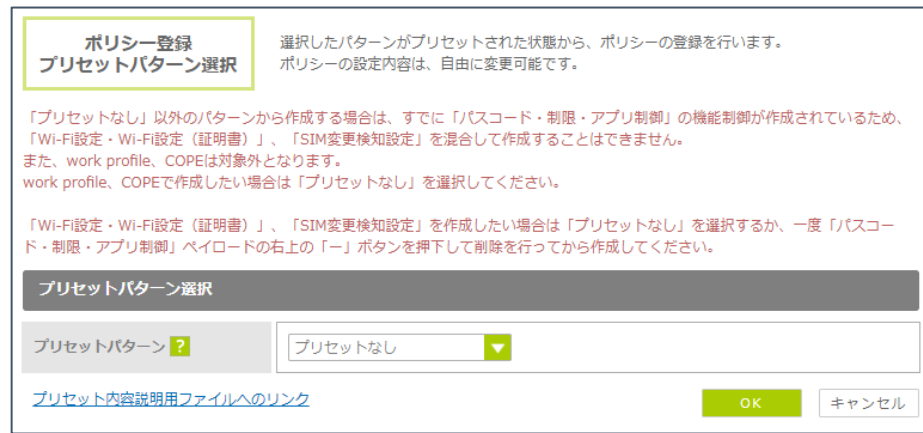 ポリシー登録
プリセットパターン選択
選択したパターンがプリセットされた状態から、ポリシーの登録を行います。
ポリシーの設定内容は、自由に変更可能です。
「プリセットなし」以外のパターンから作成する場合は、すでに「パスコード・制限・アプリ制御」の機能制御が作成されているため、
「Wi-Fi設定・Wi-Fi設定（証明書）」、「SIM変更検知設定」を混合して作成することはできません。
また、work profile、COPEは対象外となります。
work profile、COPEで作成したい場合は「プリセットなし」を選択してください。
「Wi-Fi設定・Wi-Fi設定（証明書）」、「SIM変更検知設定」を作成したい場合は「プリセットなし」を選択するか、一度「パスコー
ド・制限・アプリ制御」ペイロードの右上の「ー」ボタンを押下して削除を行ってから作成してください。
プリセットパターン選択
プリセットパターン ?
プリセットなし
プリセット内容説明用ファイルへのリンク
OK
キャンセル